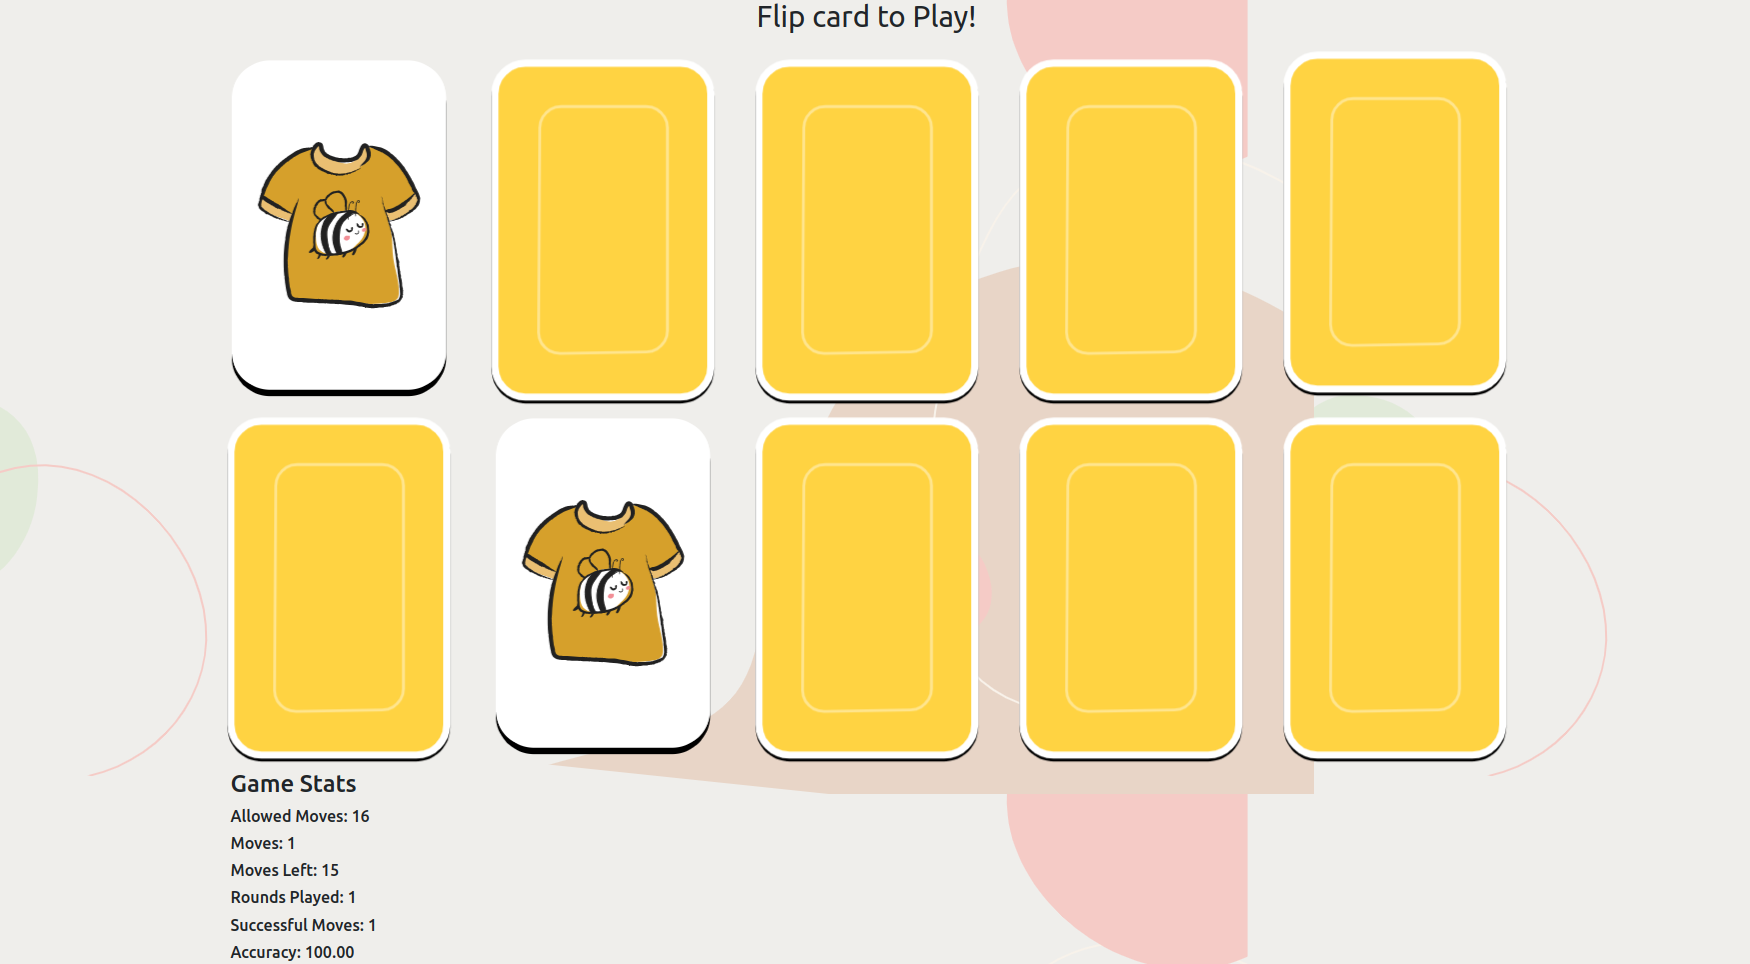 Flip card to Play!
Game Stats
Allowed Moves: 16
Moves: 1
Moves Left: 15
Rounds Played: 1
Successful Moves: 1
Accuracy: 100.00